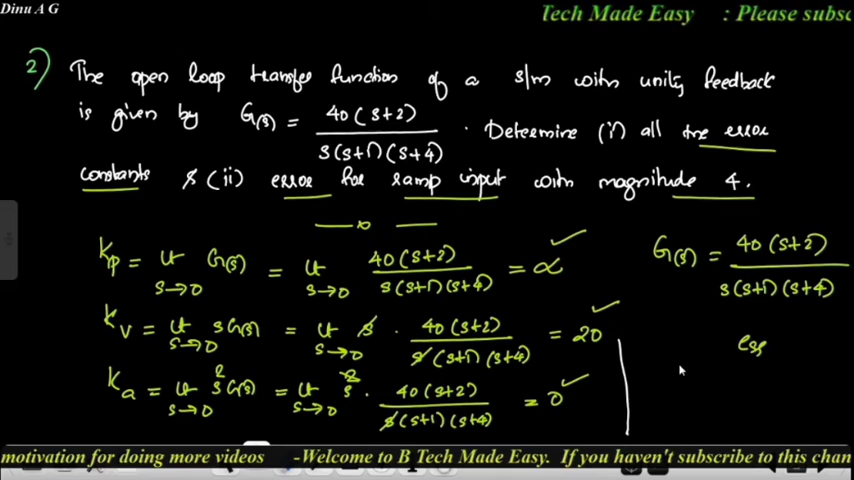 Dinu A G
Tech Made Easy : Please subsc
2) The open loop transfer function of a s/m with unity feedback
is given by G(s) = 40(s+2) / s(s+1)(s+4) . Determine (i) all the error
constants & (ii) error for ramp input with magnitude 4.
Kp = Lt s→0 G(s) = Lt s→0 40(s+2) / s(s+1)(s+4) = ∝ ✓
Kv = Lt s→0 sG(s) = Lt s→0 s · 40(s+2) / s(s+1)(s+4) = 20 ✓
Ka = Lt s→0 s²G(s) = Lt s→0 s² · 40(s+2) / s(s+1)(s+4) = 0 ✓
G(s) = 40(s+2) / s(s+1)(s+4)
ess
motivation for doing more videos -Welcome to B Tech Made Easy. If you haven't subscribe to this chan